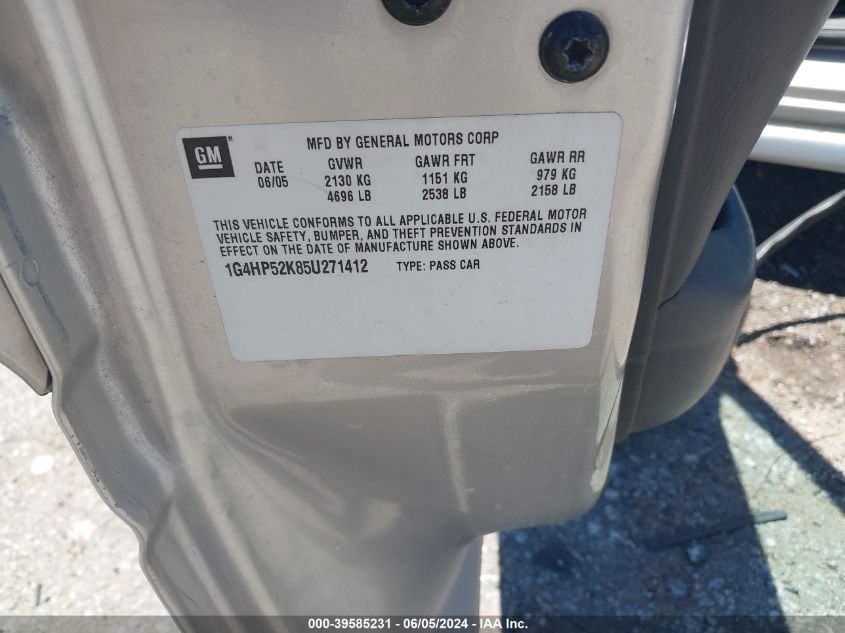 MFD BY GENERAL MOTORS CORP
GM
DATE GVWR GAWR FRT GAWR RR
06/05 2130 KG 1151 KG 979 KG
4696 LB 2538 LB 2158 LB
THIS VEHICLE CONFORMS TO ALL APPLICABLE U.S. FEDERAL MOTOR
VEHICLE SAFETY, BUMPER, AND THEFT PREVENTION STANDARDS IN
EFFECT ON THE DATE OF MANUFACTURE SHOWN ABOVE.
1G4HP52K85U271412 TYPE: PASS CAR
000-39585231 - 06/05/2024 - IAA Inc.